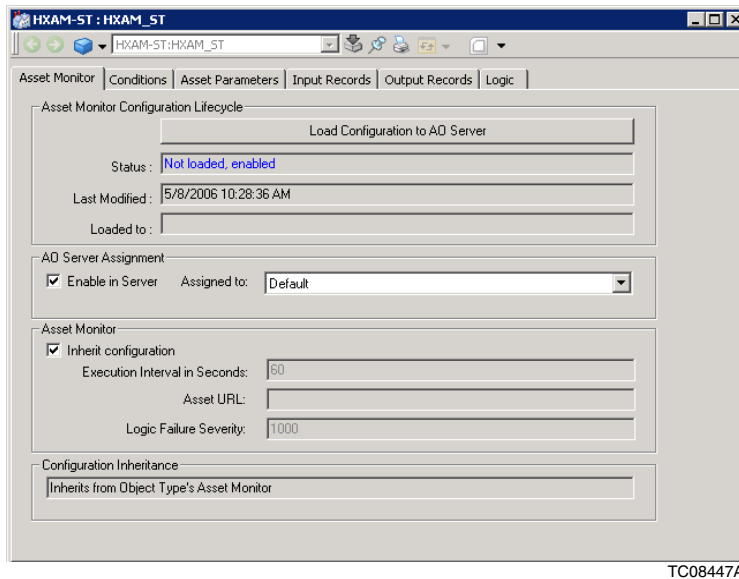 HXAM-ST : HXAM_ST
HXAM-ST:HXAM_ST
Asset Monitor Conditions Asset Parameters Input Records Output Records Logic
Asset Monitor Configuration Lifecycle
Load Configuration to AO Server
Status : Not loaded, enabled
Last Modified : 5/8/2006 10:28:36 AM
Loaded to :
AO Server Assignment
Enable in Server Assigned to: Default
Asset Monitor
Inherit configuration
Execution Interval in Seconds: 60
Asset URL:
Logic Failure Severity: 1000
Configuration Inheritance
Inherits from Object Type's Asset Monitor
TC08447A